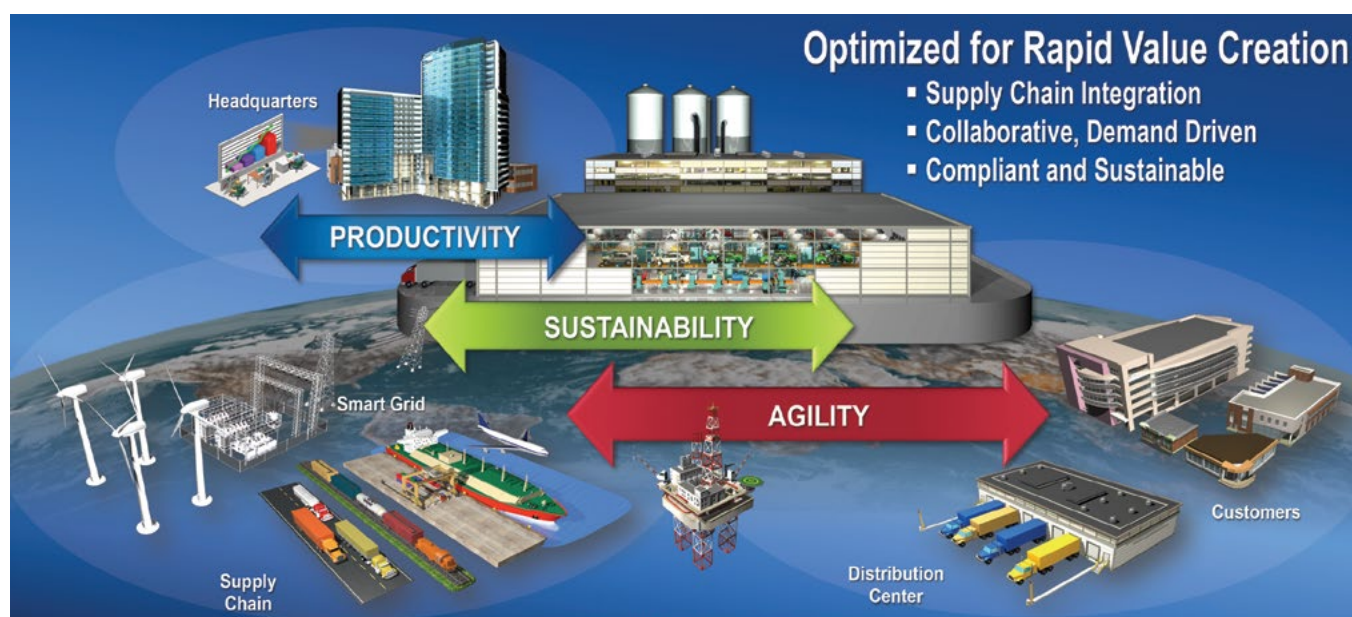 Optimized for Rapid Value Creation
▪ Supply Chain Integration
▪ Collaborative, Demand Driven
▪ Compliant and Sustainable
Headquarters
PRODUCTIVITY
SUSTAINABILITY
Smart Grid
AGILITY
Customers
Supply
Chain
Distribution
Center